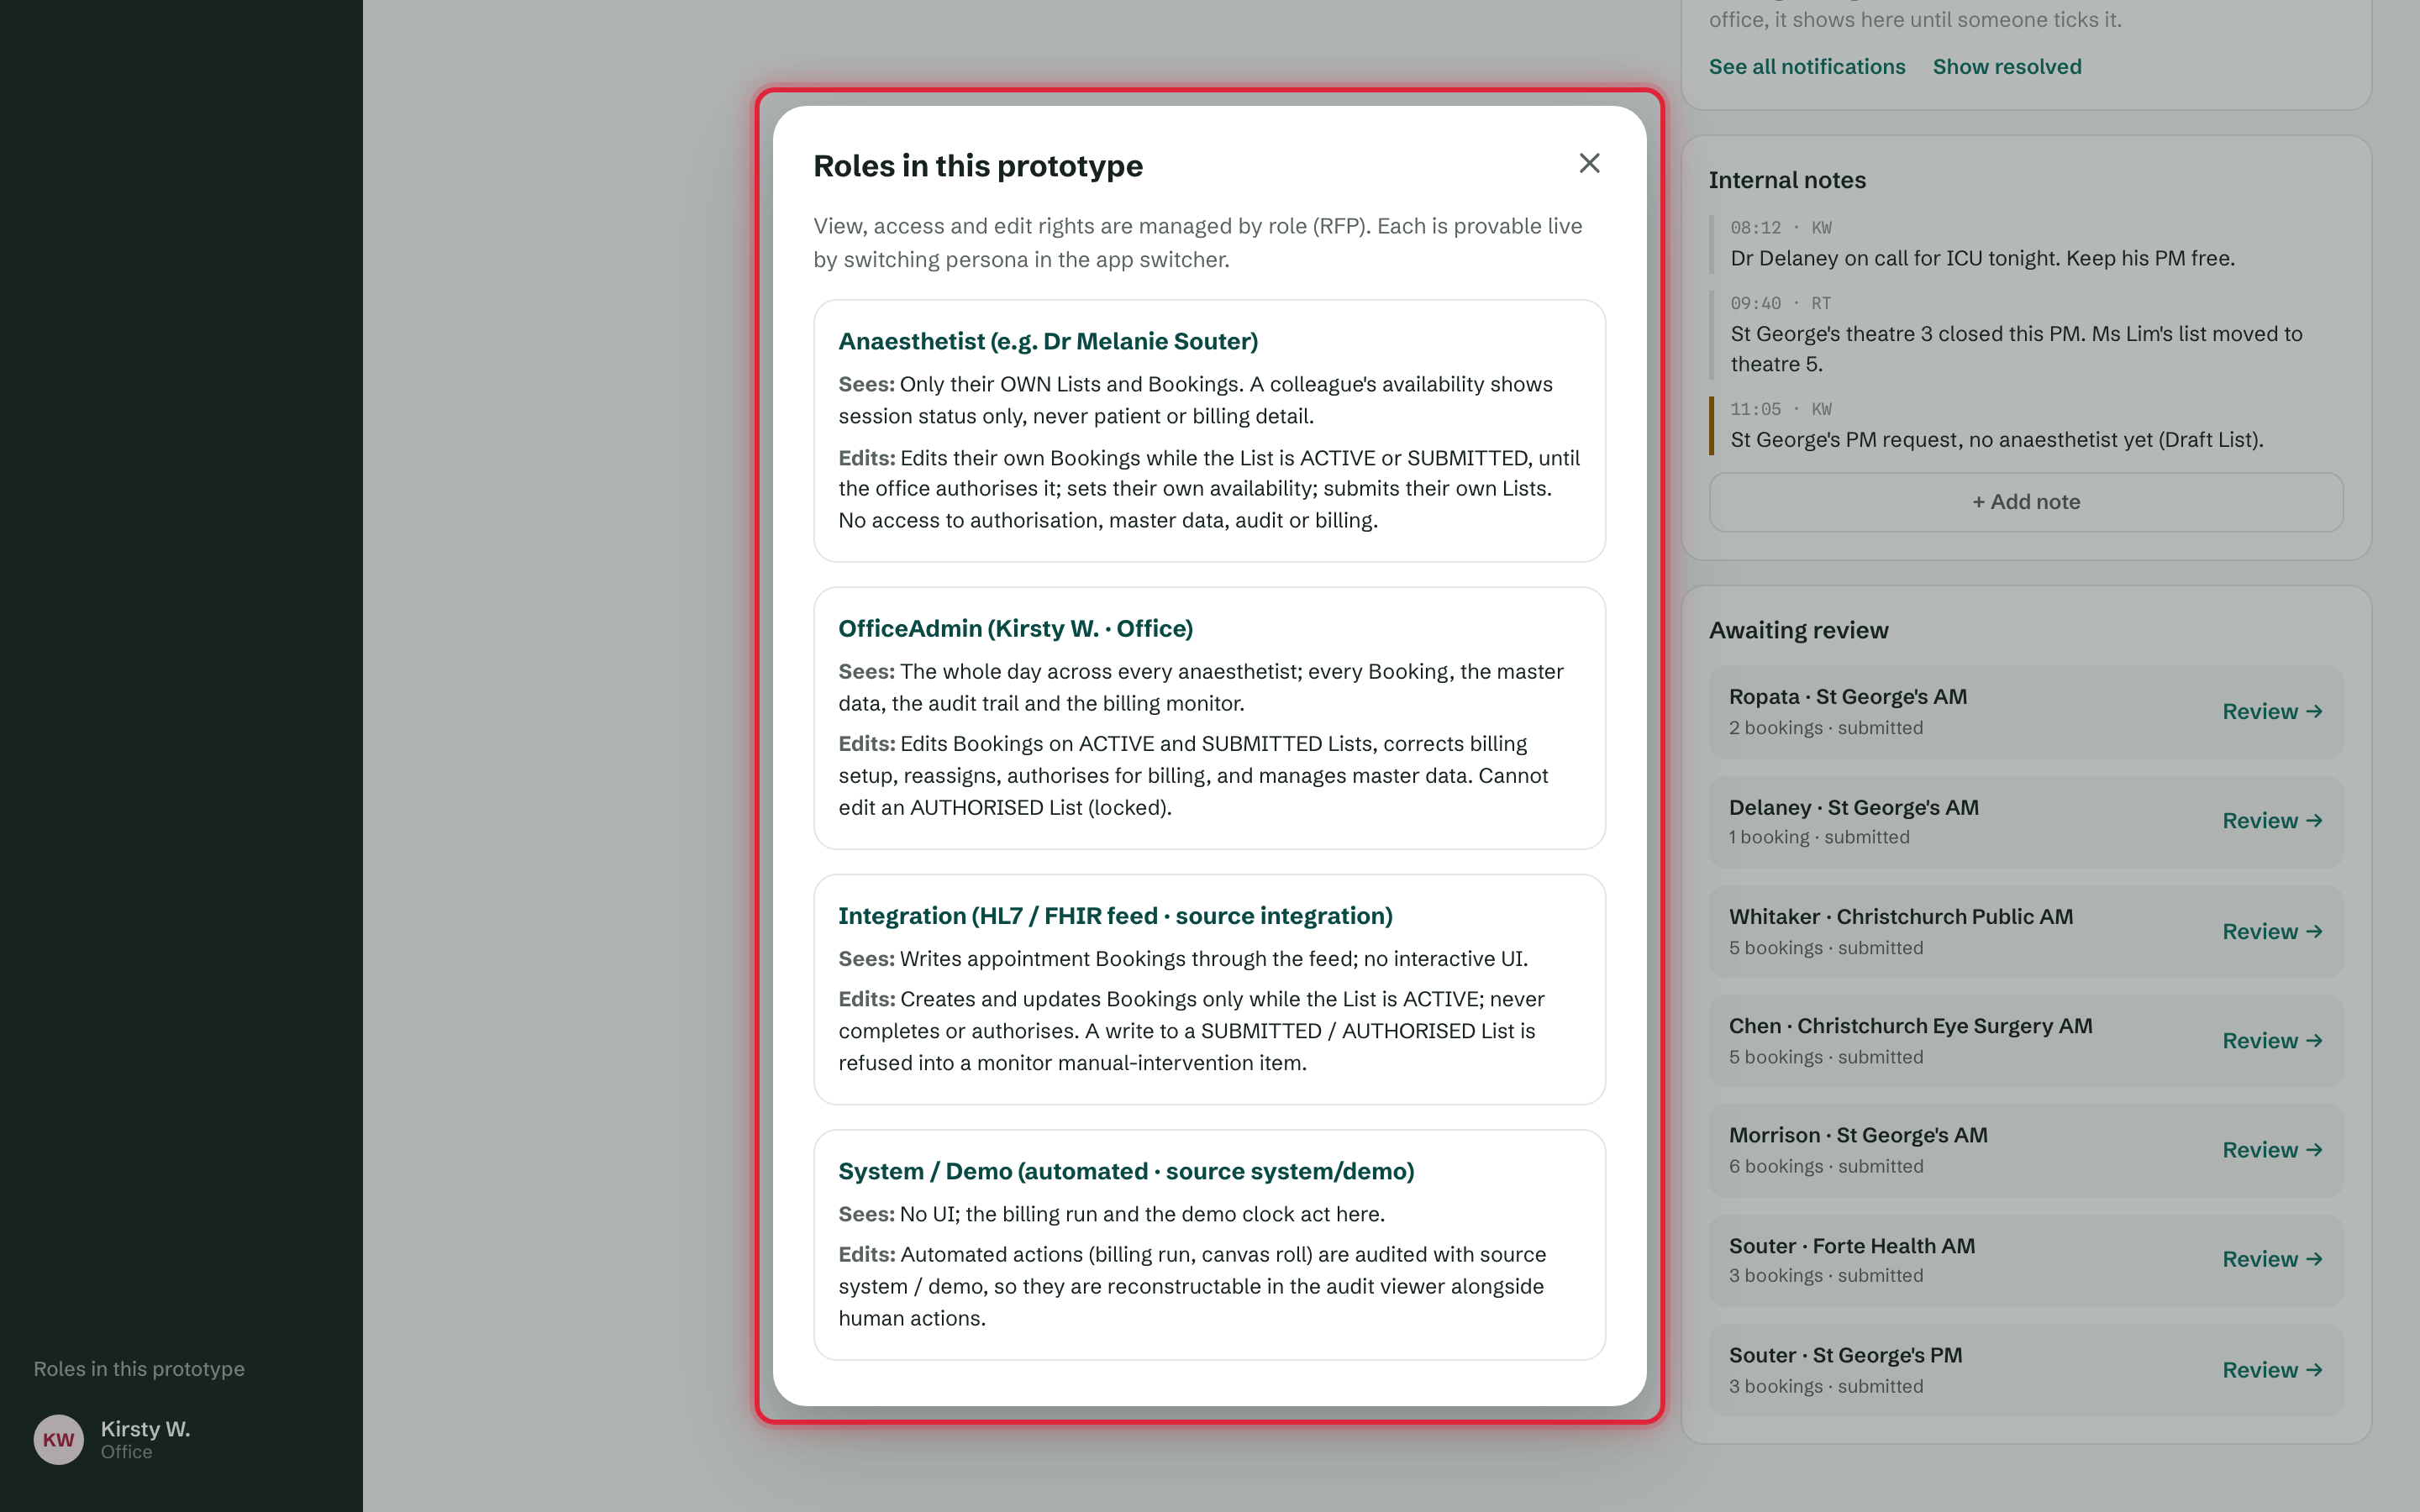 Roles in this prototype
KW
Kirsty W.
Office
Roles in this prototype
View, access and edit rights are managed by role (RFP). Each is provable live
by switching persona in the app switcher.
Anaesthetist (e.g. Dr Melanie Souter)
Sees: Only their OWN Lists and Bookings. A colleague's availability shows
session status only, never patient or billing detail.
Edits: Edits their own Bookings while the List is ACTIVE or SUBMITTED, until
the office authorises it; sets their own availability; submits their own Lists.
No access to authorisation, master data, audit or billing.
OfficeAdmin (Kirsty W. · Office)
Sees: The whole day across every anaesthetist; every Booking, the master
data, the audit trail and the billing monitor.
Edits: Edits Bookings on ACTIVE and SUBMITTED Lists, corrects billing
setup, reassigns, authorises for billing, and manages master data. Cannot
edit an AUTHORISED List (locked).
Integration (HL7 / FHIR feed · source integration)
Sees: Writes appointment Bookings through the feed; no interactive UI.
Edits: Creates and updates Bookings only while the List is ACTIVE; never
completes or authorises. A write to a SUBMITTED / AUTHORISED List is
refused into a monitor manual-intervention item.
System / Demo (automated · source system/demo)
Sees: No UI; the billing run and the demo clock act here.
Edits: Automated actions (billing run, canvas roll) are audited with source
system / demo, so they are reconstructable in the audit viewer alongside
human actions.
office, it shows here until someone ticks it.
See all notifications Show resolved
Internal notes
08:12 · KW
Dr Delaney on call for ICU tonight. Keep his PM free.
09:40 · RT
St George's theatre 3 closed this PM. Ms Lim's list moved to
theatre 5.
11:05 · KW
St George's PM request, no anaesthetist yet (Draft List).
+ Add note
Awaiting review
Ropata · St George's AM
2 bookings · submitted
Review →
Delaney · St George's AM
1 booking · submitted
Review →
Whitaker · Christchurch Public AM
5 bookings · submitted
Review →
Chen · Christchurch Eye Surgery AM
5 bookings · submitted
Review →
Morrison · St George's AM
6 bookings · submitted
Review →
Souter · Forte Health AM
3 bookings · submitted
Review →
Souter · St George's PM
3 bookings · submitted
Review →